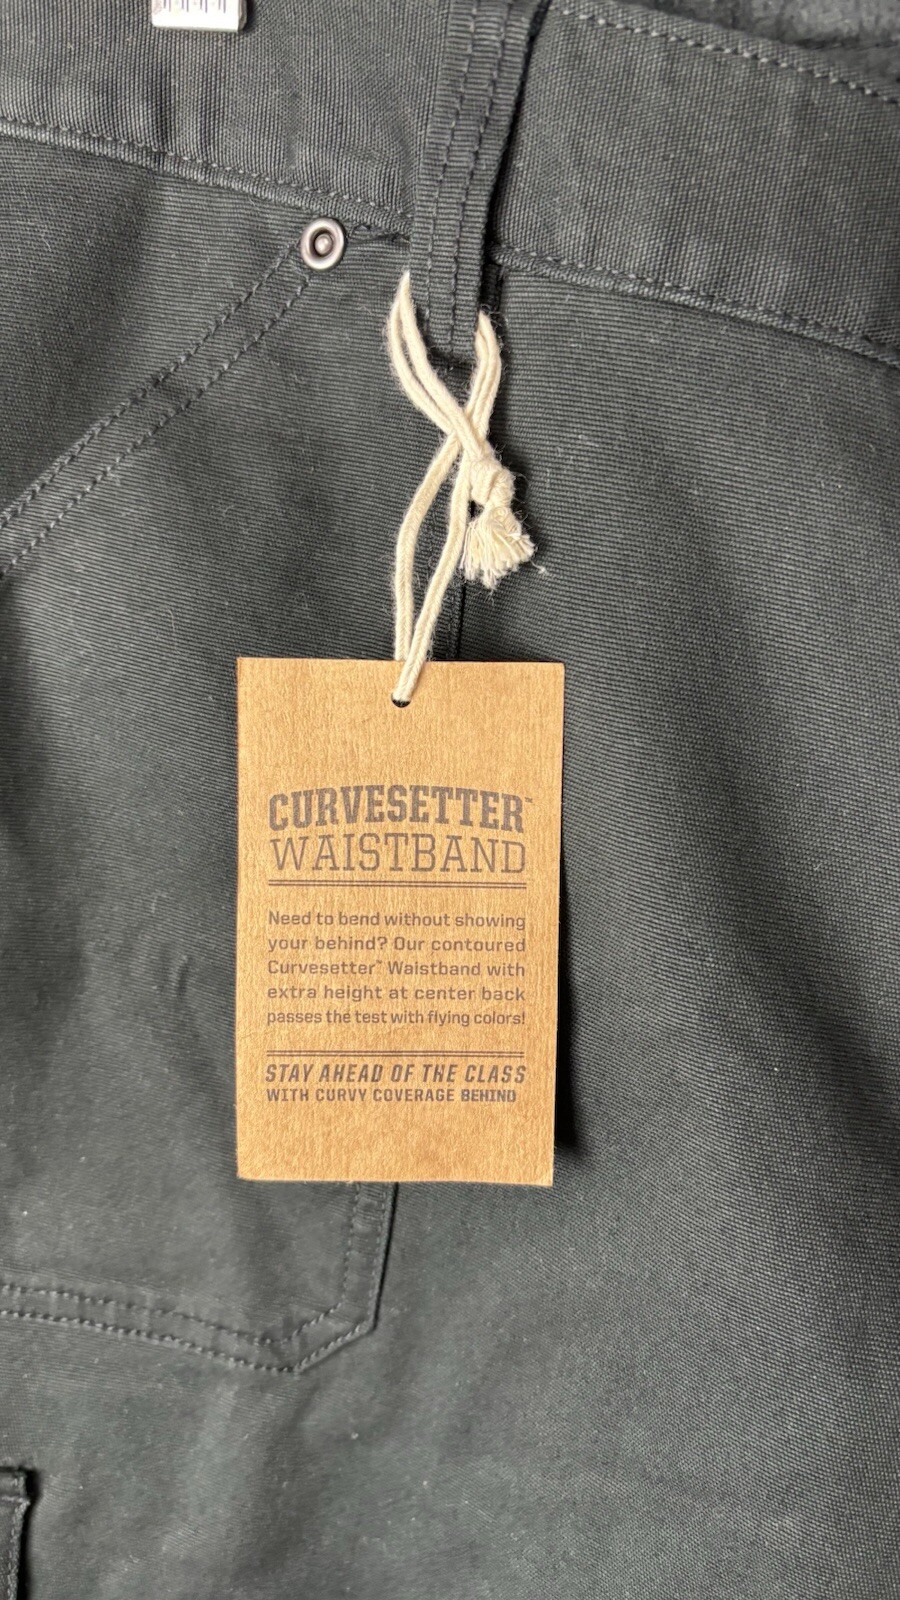 CURVESETTER™
WAISTBAND
Need to bend without showing
your behind? Our contoured
Curvesetter™ Waistband with
extra height at center back
passes the test with flying colors!
STAY AHEAD OF THE CLASS
WITH CURVY COVERAGE BEHIND